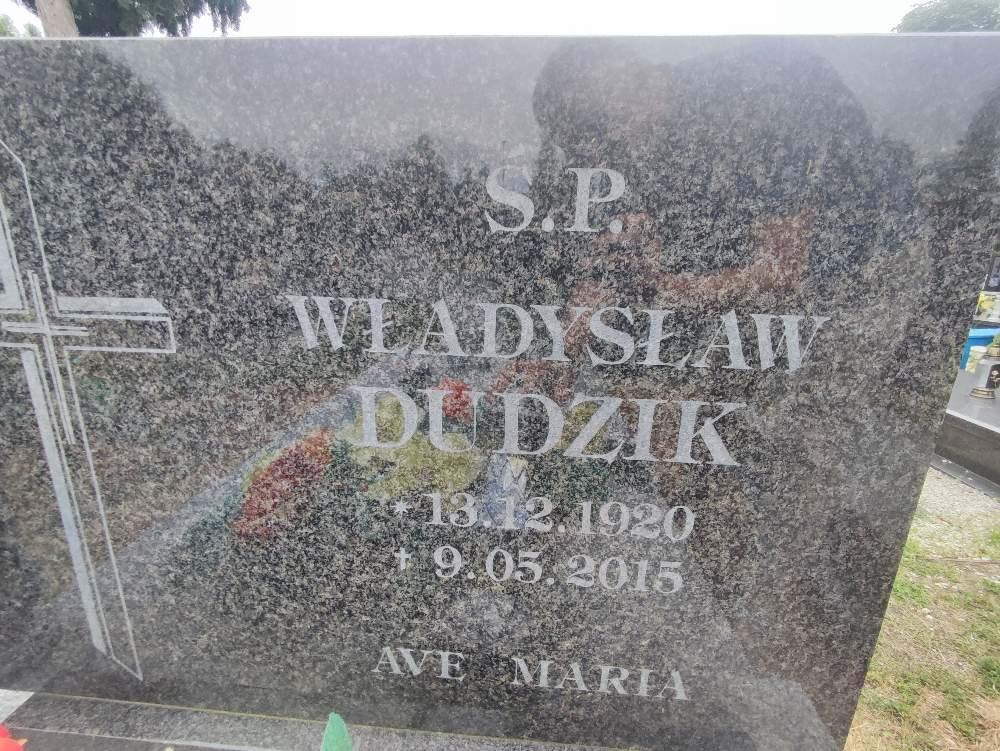 S.P.
WŁADYSŁAW
DUDZIK
* 13.12.1920
† 9.05.2015
AVE MARIA